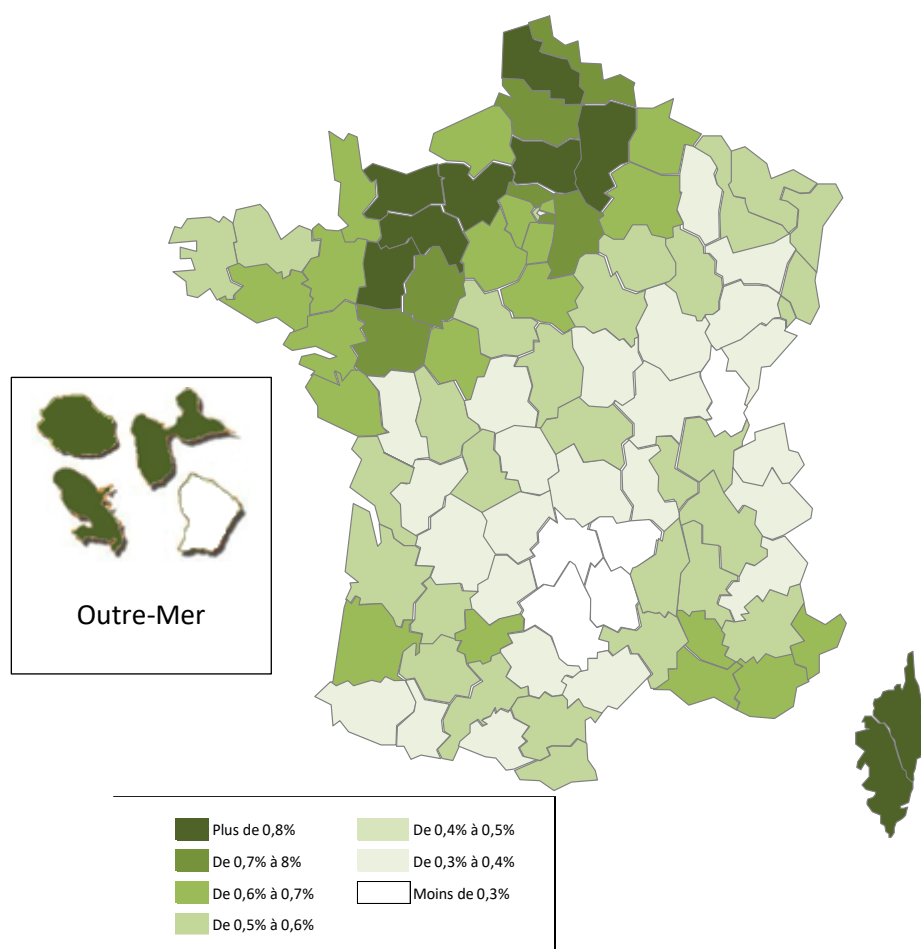 Outre-Mer
Plus de 0,8%
De 0,7% à 8%
De 0,6% à 0,7%
De 0,5% à 0,6%
De 0,4% à 0,5%
De 0,3% à 0,4%
Moins de 0,3%